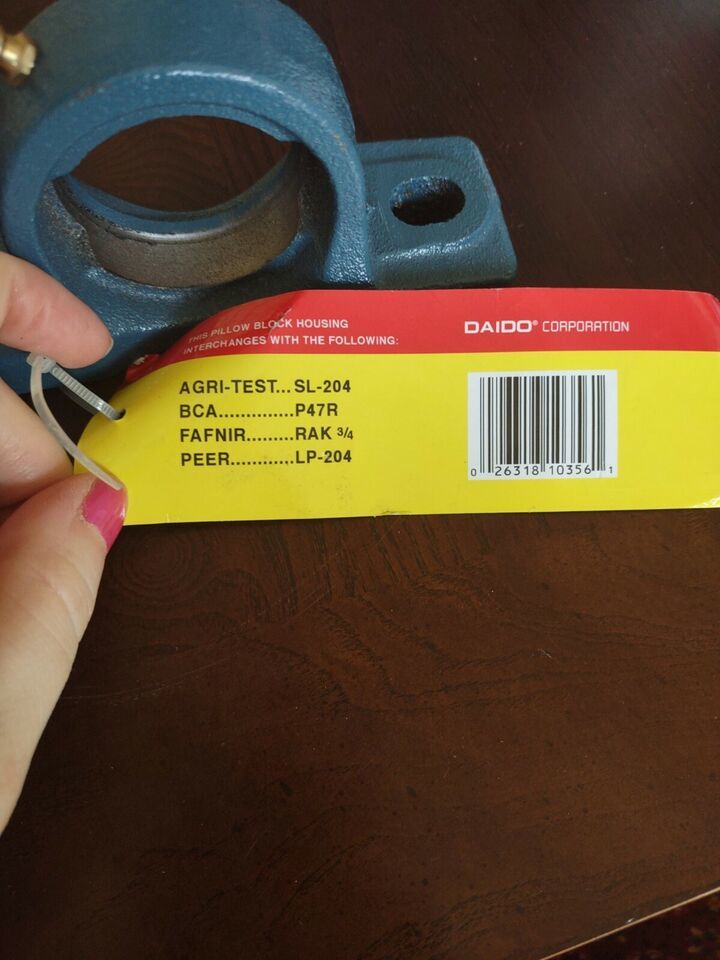 THIS PILLOW BLOCK HOUSING
INTERCHANGES WITH THE FOLLOWING:
DAIDO® CORPORATION
AGRI-TEST...SL-204
BCA..............P47R
FAFNIR.........RAK 3/4
PEER............LP-204
0 26318 10356 1